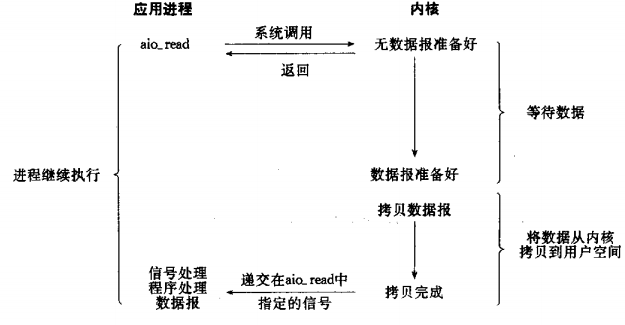 应用进程
内核
aio_read
系统调用
无数据报准备好
返回
等待数据
进程继续执行
数据报准备好
拷贝数据报
将数据从内核
拷贝到用户空间
信号处理
程序处理
数据报
递交在aio_read中
指定的信号
拷贝完成